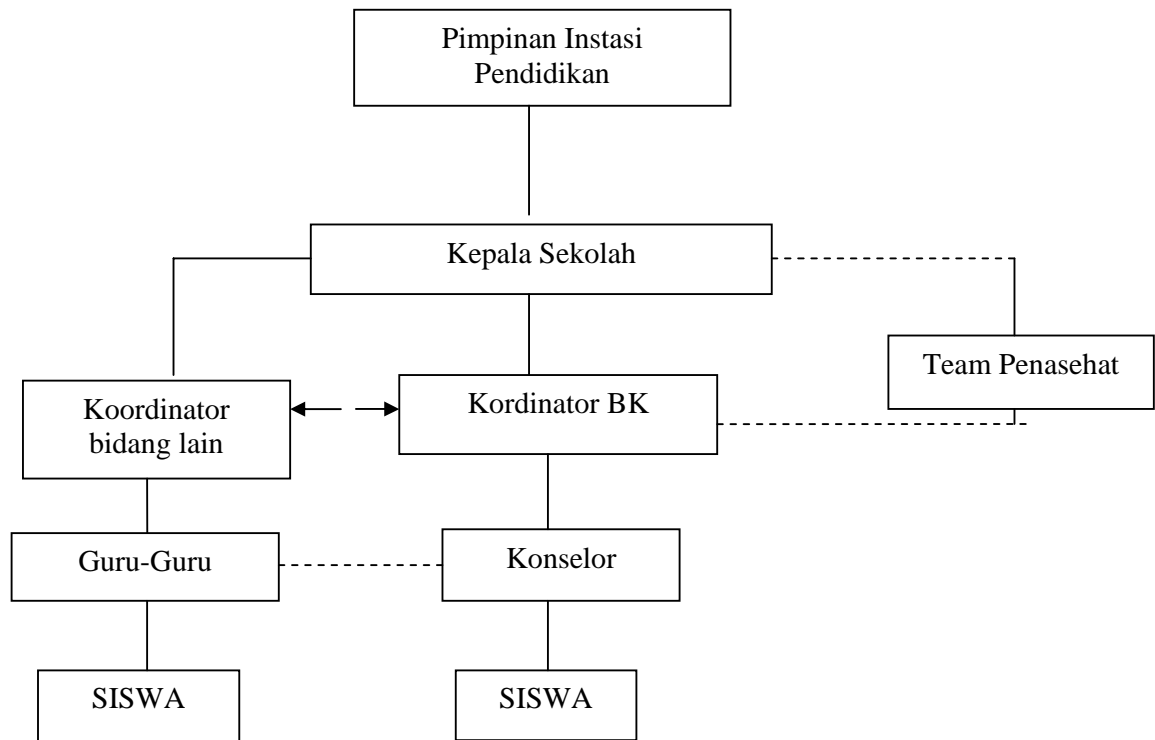 Pimpinan Instasi
Pendidikan
Kepala Sekolah
Team Penasehat
Koordinator
bidang lain
Kordinator BK
Guru-Guru
Konselor
SISWA
SISWA